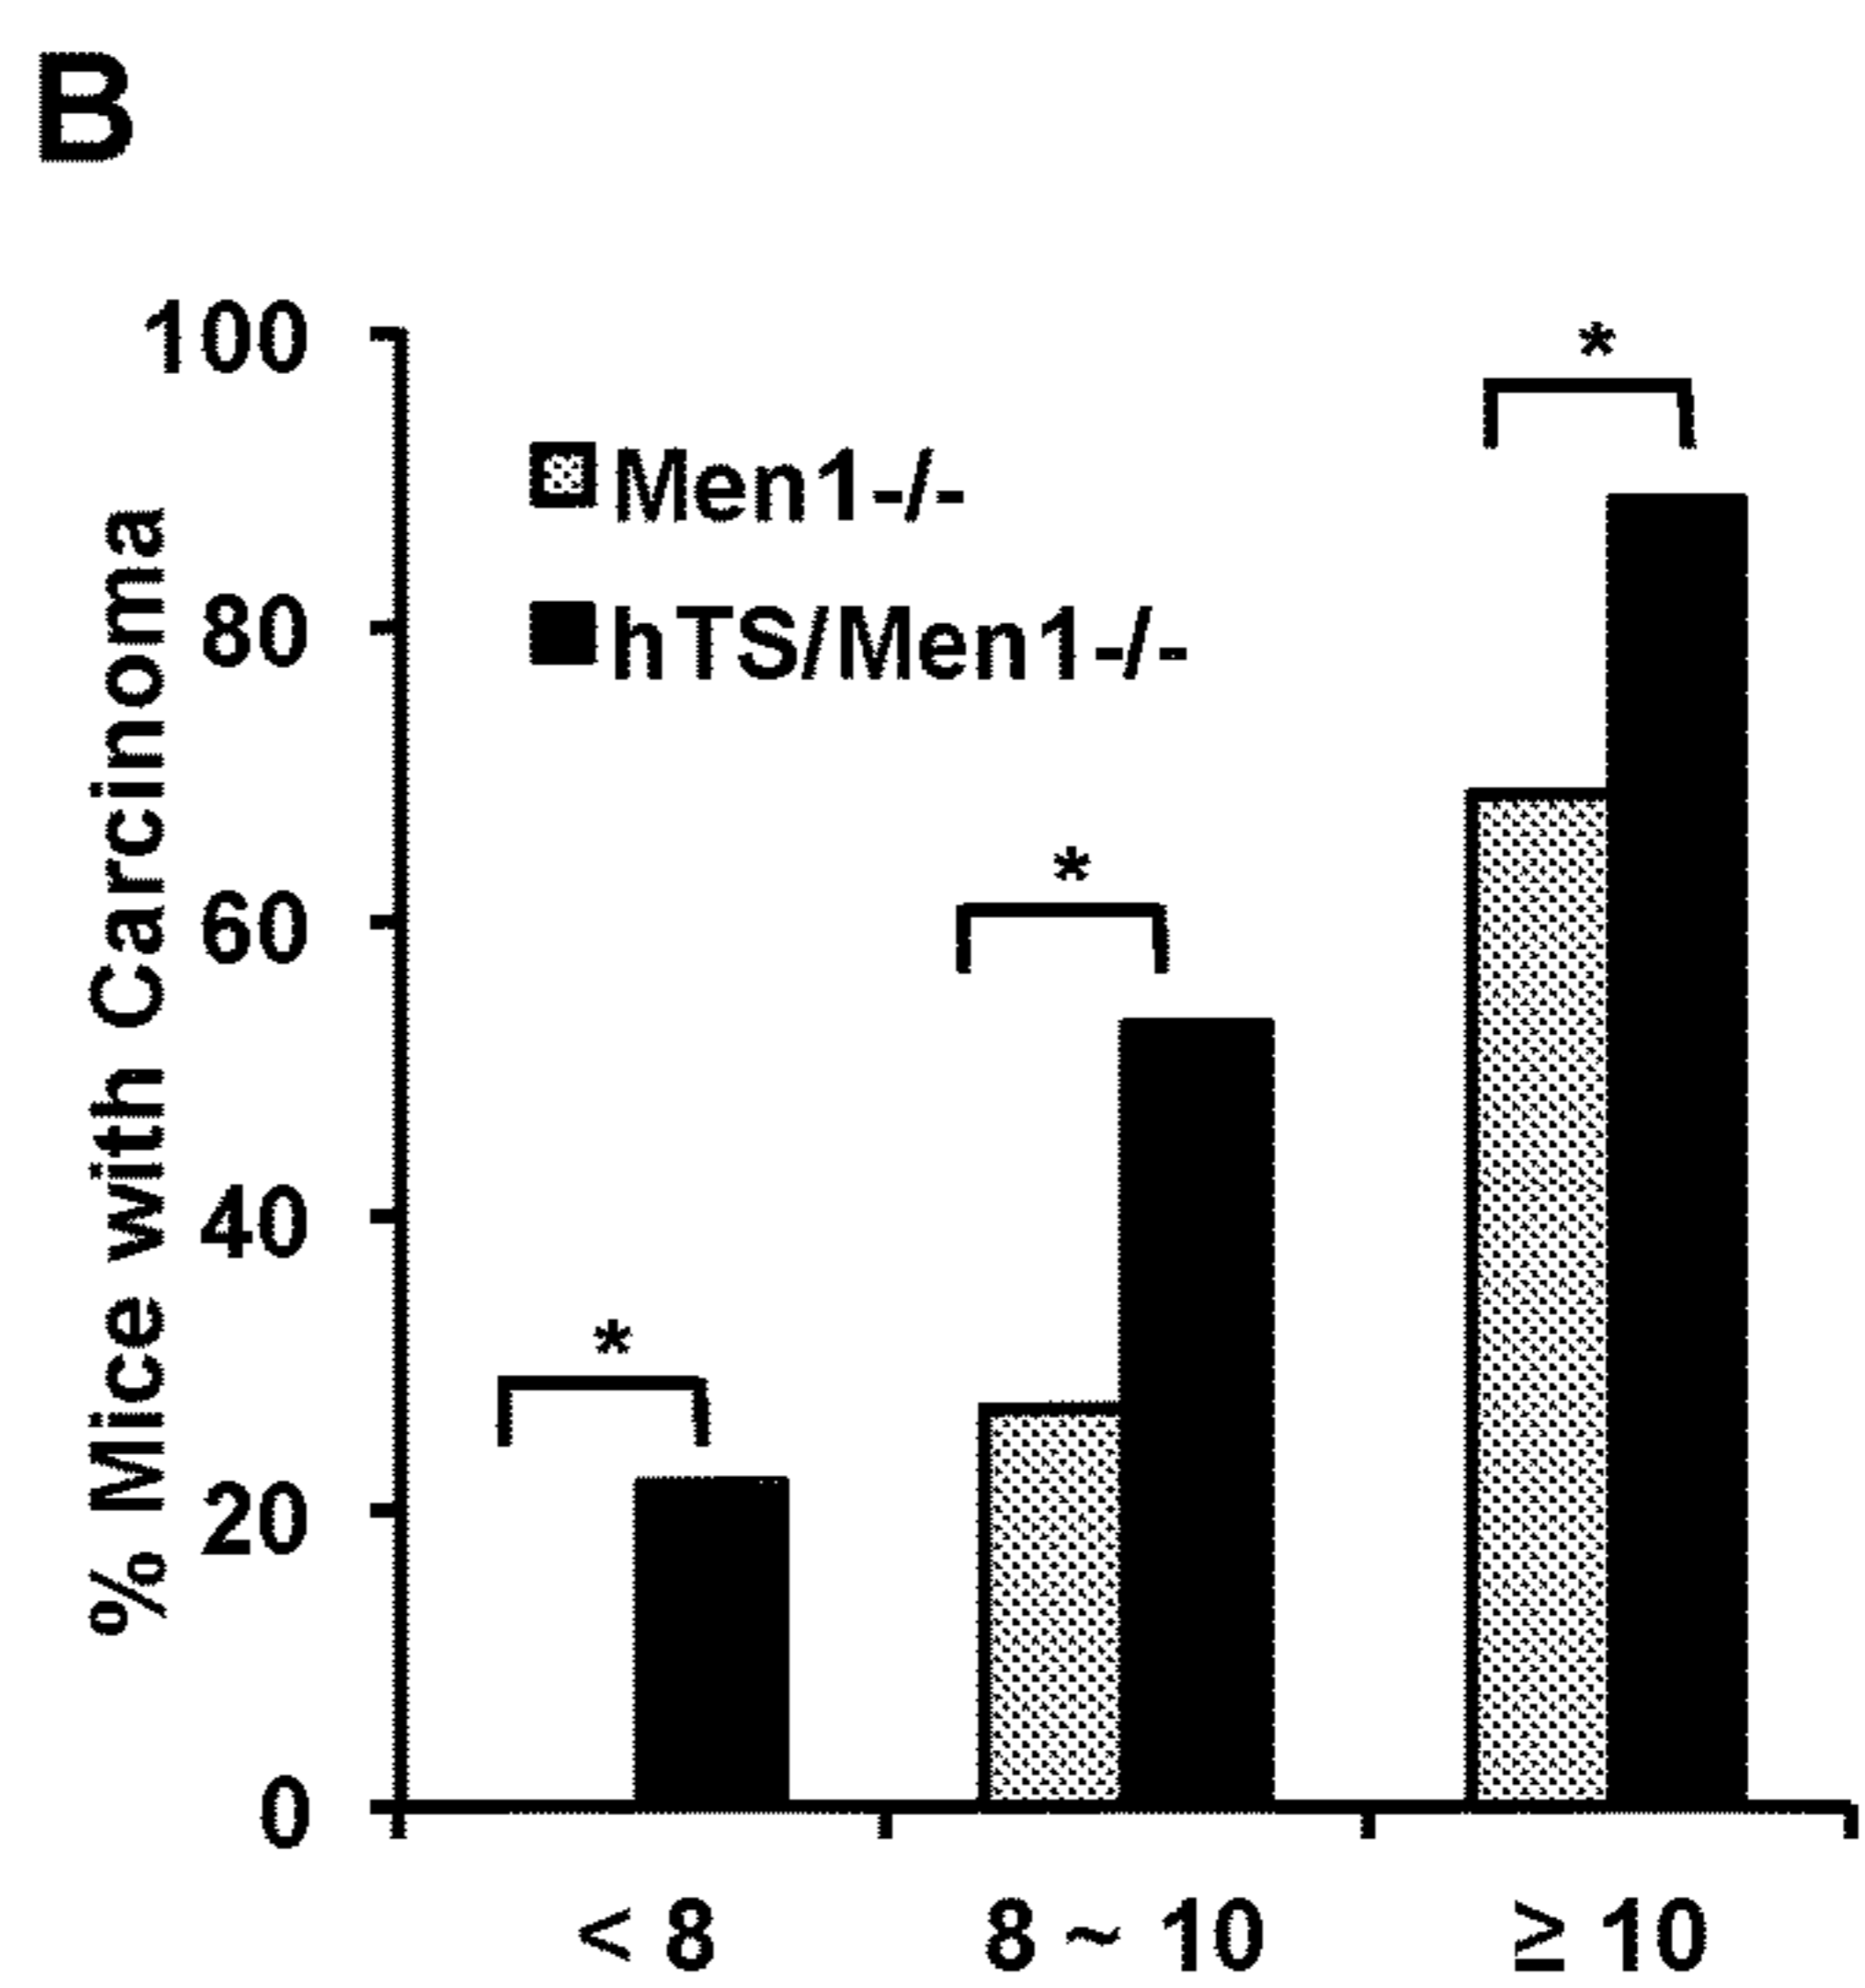 B
% Mice with Carcinoma
100
80
60
40
20
0
Men1-/-
hTS/Men1-/-
*
*
*
< 8
8 ~ 10
≥ 10